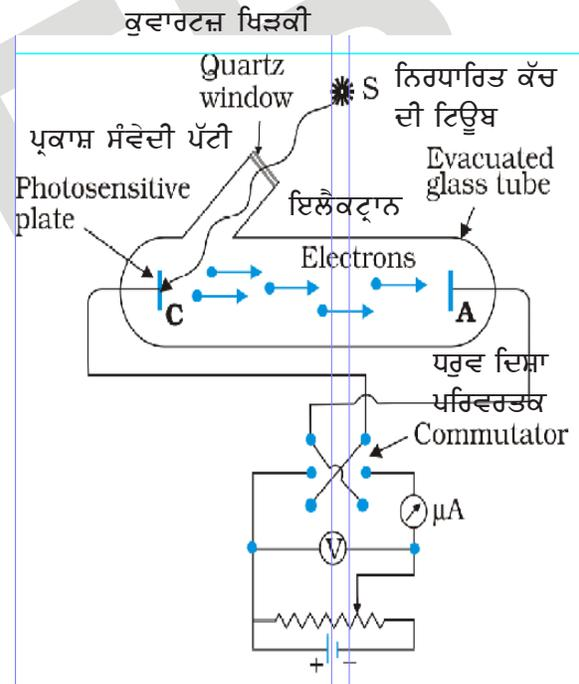 ਕੁਵਾਰਟਜ਼ ਖਿੜਕੀ
Quartz
window
S
ਨਿਰਧਾਰਿਤ ਕੱਚ
ਦੀ ਟਿਊਬ
ਪ੍ਰਕਾਸ਼ ਸੰਵੇਦੀ ਪੱਟੀ
Evacuated
glass tube
Photosensitive
plate
ਇਲੈਕਟ੍ਰਾਨ
Electrons
C
A
ਧਰੁਵ ਦਿਸ਼ਾ
ਪਰਿਵਰਤਕ
Commutator
µA
V
+ −